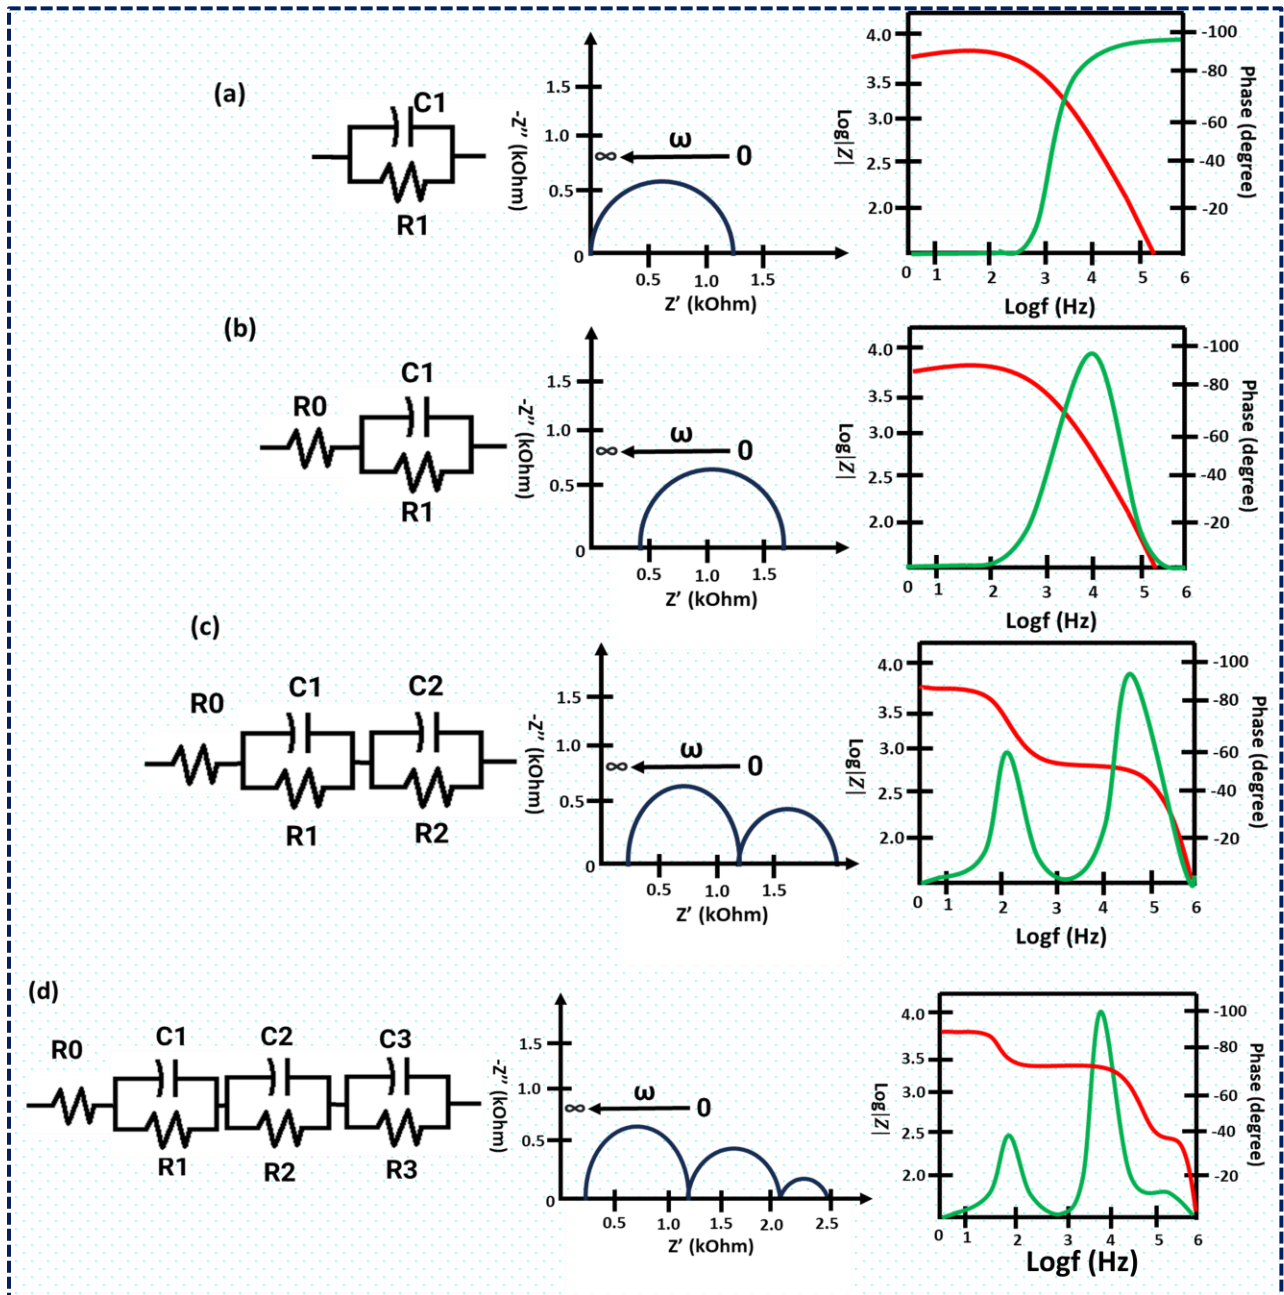 (a)
C1
R1
-Z′′ (kOhm)
1.5
1.0
0.5
0
∞
ω
0
0.5
1.0
1.5
Z’ (kOhm)
Log|Z|
4.0
3.5
3.0
2.5
2.0
-100
-80
-60
-40
-20
Phase (degree)
0
1
2
3
4
5
6
Logf (Hz)
(b)
R0
C1
R1
-Z′′ (kOhm)
1.5
1.0
0.5
0
∞
ω
0
0.5
1.0
1.5
Z’ (kOhm)
Log|Z|
4.0
3.5
3.0
2.5
2.0
-100
-80
-60
-40
-20
Phase (degree)
0
1
2
3
4
5
6
Logf (Hz)
(c)
R0
C1
C2
R1
R2
-Z′′ (kOhm)
1.5
1.0
0.5
0
∞
ω
0
0.5
1.0
1.5
Z’ (kOhm)
Log|Z|
4.0
3.5
3.0
2.5
2.0
-100
-80
-60
-40
-20
Phase (degree)
0
1
2
3
4
5
6
Logf (Hz)
(d)
R0
C1
C2
C3
R1
R2
R3
-Z′′ (kOhm)
1.5
1.0
0.5
0
∞
ω
0
0.5
1.0
1.5
2.0
2.5
Z’ (kOhm)
Log|Z|
4.0
3.5
3.0
2.5
2.0
-100
-80
-60
-40
-20
Phase (degree)
0
1
2
3
4
5
6
Logf (Hz)